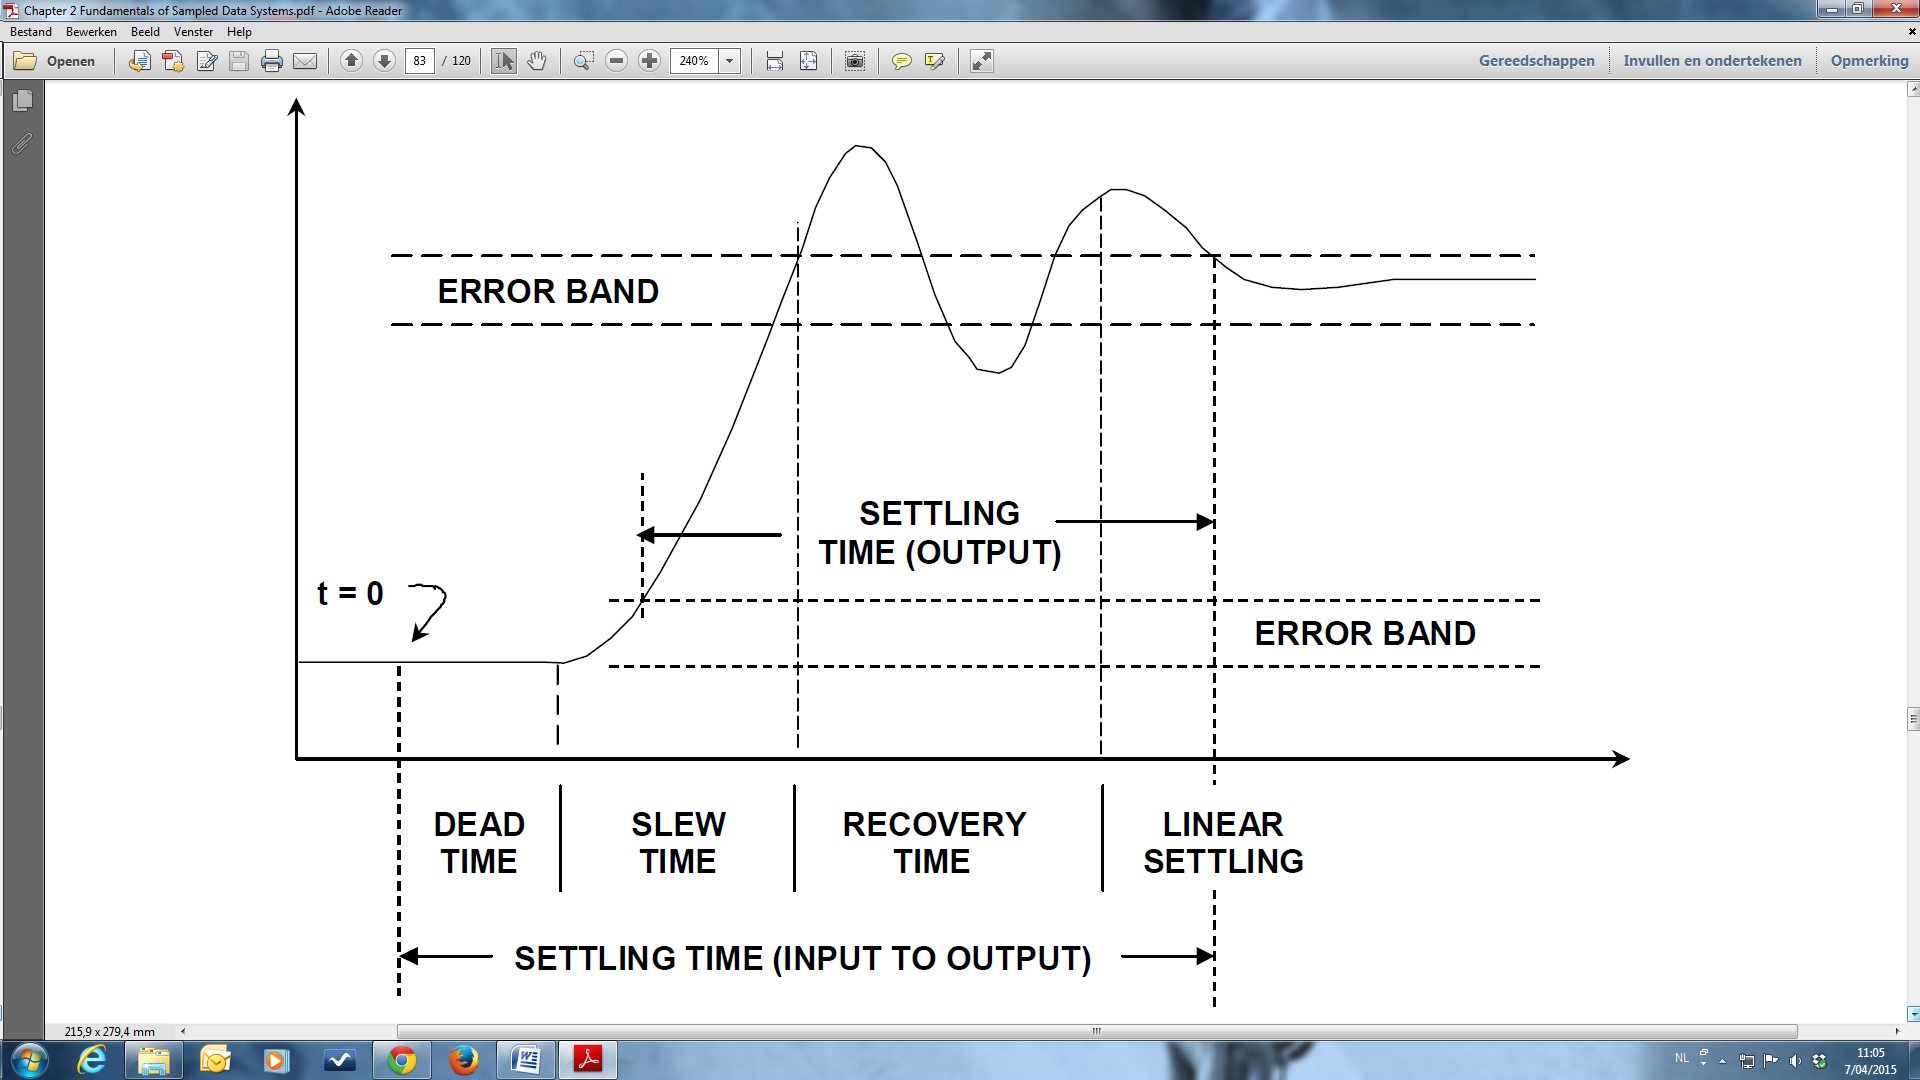 Chapter 2 Fundamentals of Sampled Data Systems.pdf - Adobe Reader
Bestand Bewerken Beeld Venster Help
Openen 83 / 120 240% Gereedschappen Invullen en ondertekenen Opmerking
ERROR BAND
SETTLING
TIME (OUTPUT)
t = 0
ERROR BAND
DEAD
TIME
SLEW
TIME
RECOVERY
TIME
LINEAR
SETTLING
SETTLING TIME (INPUT TO OUTPUT)
215,9 x 279,4 mm
NL 11:05
7/04/2015